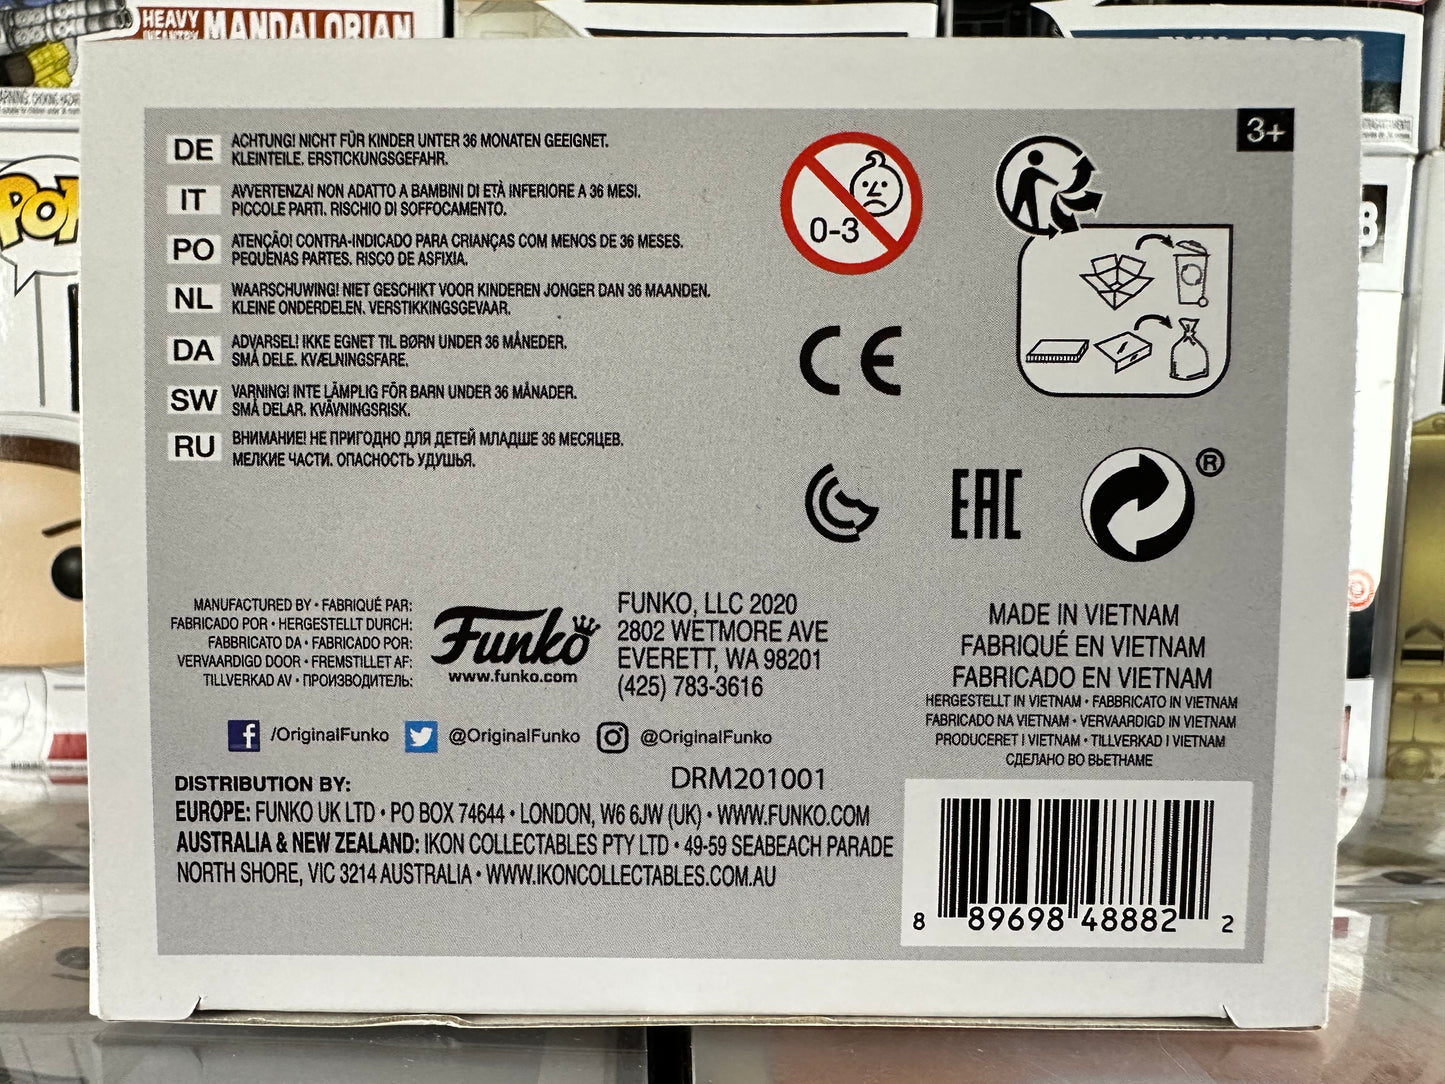 HEAVY
INFANTRY MANDALORIAN
POP
3+
DE ACHTUNG! NICHT FÜR KINDER UNTER 36 MONATEN GEEIGNET.
KLEINTEILE. ERSTICKUNGSGEFAHR.
IT AVVERTENZA! NON ADATTO A BAMBINI DI ETÀ INFERIORE A 36 MESI.
PICCOLE PARTI. RISCHIO DI SOFFOCAMENTO.
PO ATENÇÃO! CONTRA-INDICADO PARA CRIANÇAS COM MENOS DE 36 MESES.
PEQUENAS PARTES. RISCO DE ASFIXIA.
NL WAARSCHUWING! NIET GESCHIKT VOOR KINDEREN JONGER DAN 36 MAANDEN.
KLEINE ONDERDELEN. VERSTIKKINGSGEVAAR.
DA ADVARSEL! IKKE EGNET TIL BØRN UNDER 36 MÅNEDER.
SMÅ DELE. KVÆLNINGSFARE.
SW VARNING! INTE LÄMPLIG FÖR BARN UNDER 36 MÅNADER.
SMÅ DELAR. KVÄVNINGSRISK.
RU ВНИМАНИЕ! НЕ ПРИГОДНО ДЛЯ ДЕТЕЙ МЛАДШЕ 36 МЕСЯЦЕВ.
МЕЛКИЕ ЧАСТИ. ОПАСНОСТЬ УДУШЬЯ.
0-3
CE
EAC
®
MANUFACTURED BY • FABRIQUÉ PAR:
FABRICADO POR • HERGESTELLT DURCH:
FABBRICATO DA • FABRICADO POR:
VERVAARDIGD DOOR • FREMSTILLET AF:
TILLVERKAD AV • ПРОИЗВОДИТЕЛЬ:
Funko
www.funko.com
FUNKO, LLC 2020
2802 WETMORE AVE
EVERETT, WA 98201
(425) 783-3616
MADE IN VIETNAM
FABRIQUÉ EN VIETNAM
FABRICADO EN VIETNAM
HERGESTELLT IN VIETNAM • FABBRICATO IN VIETNAM
FABRICADO NA VIETNAM • VERVAARDIGD IN VIETNAM
PRODUCERET I VIETNAM • TILLVERKAD I VIETNAM
СДЕЛАНО ВО ВЬЕТНАМЕ
/OriginalFunko @OriginalFunko @OriginalFunko
DRM201001
DISTRIBUTION BY:
EUROPE: FUNKO UK LTD • PO BOX 74644 • LONDON, W6 6JW (UK) • WWW.FUNKO.COM
AUSTRALIA & NEW ZEALAND: IKON COLLECTABLES PTY LTD • 49-59 SEABEACH PARADE
NORTH SHORE, VIC 3214 AUSTRALIA • WWW.IKONCOLLECTABLES.COM.AU
8 89698 48882 2